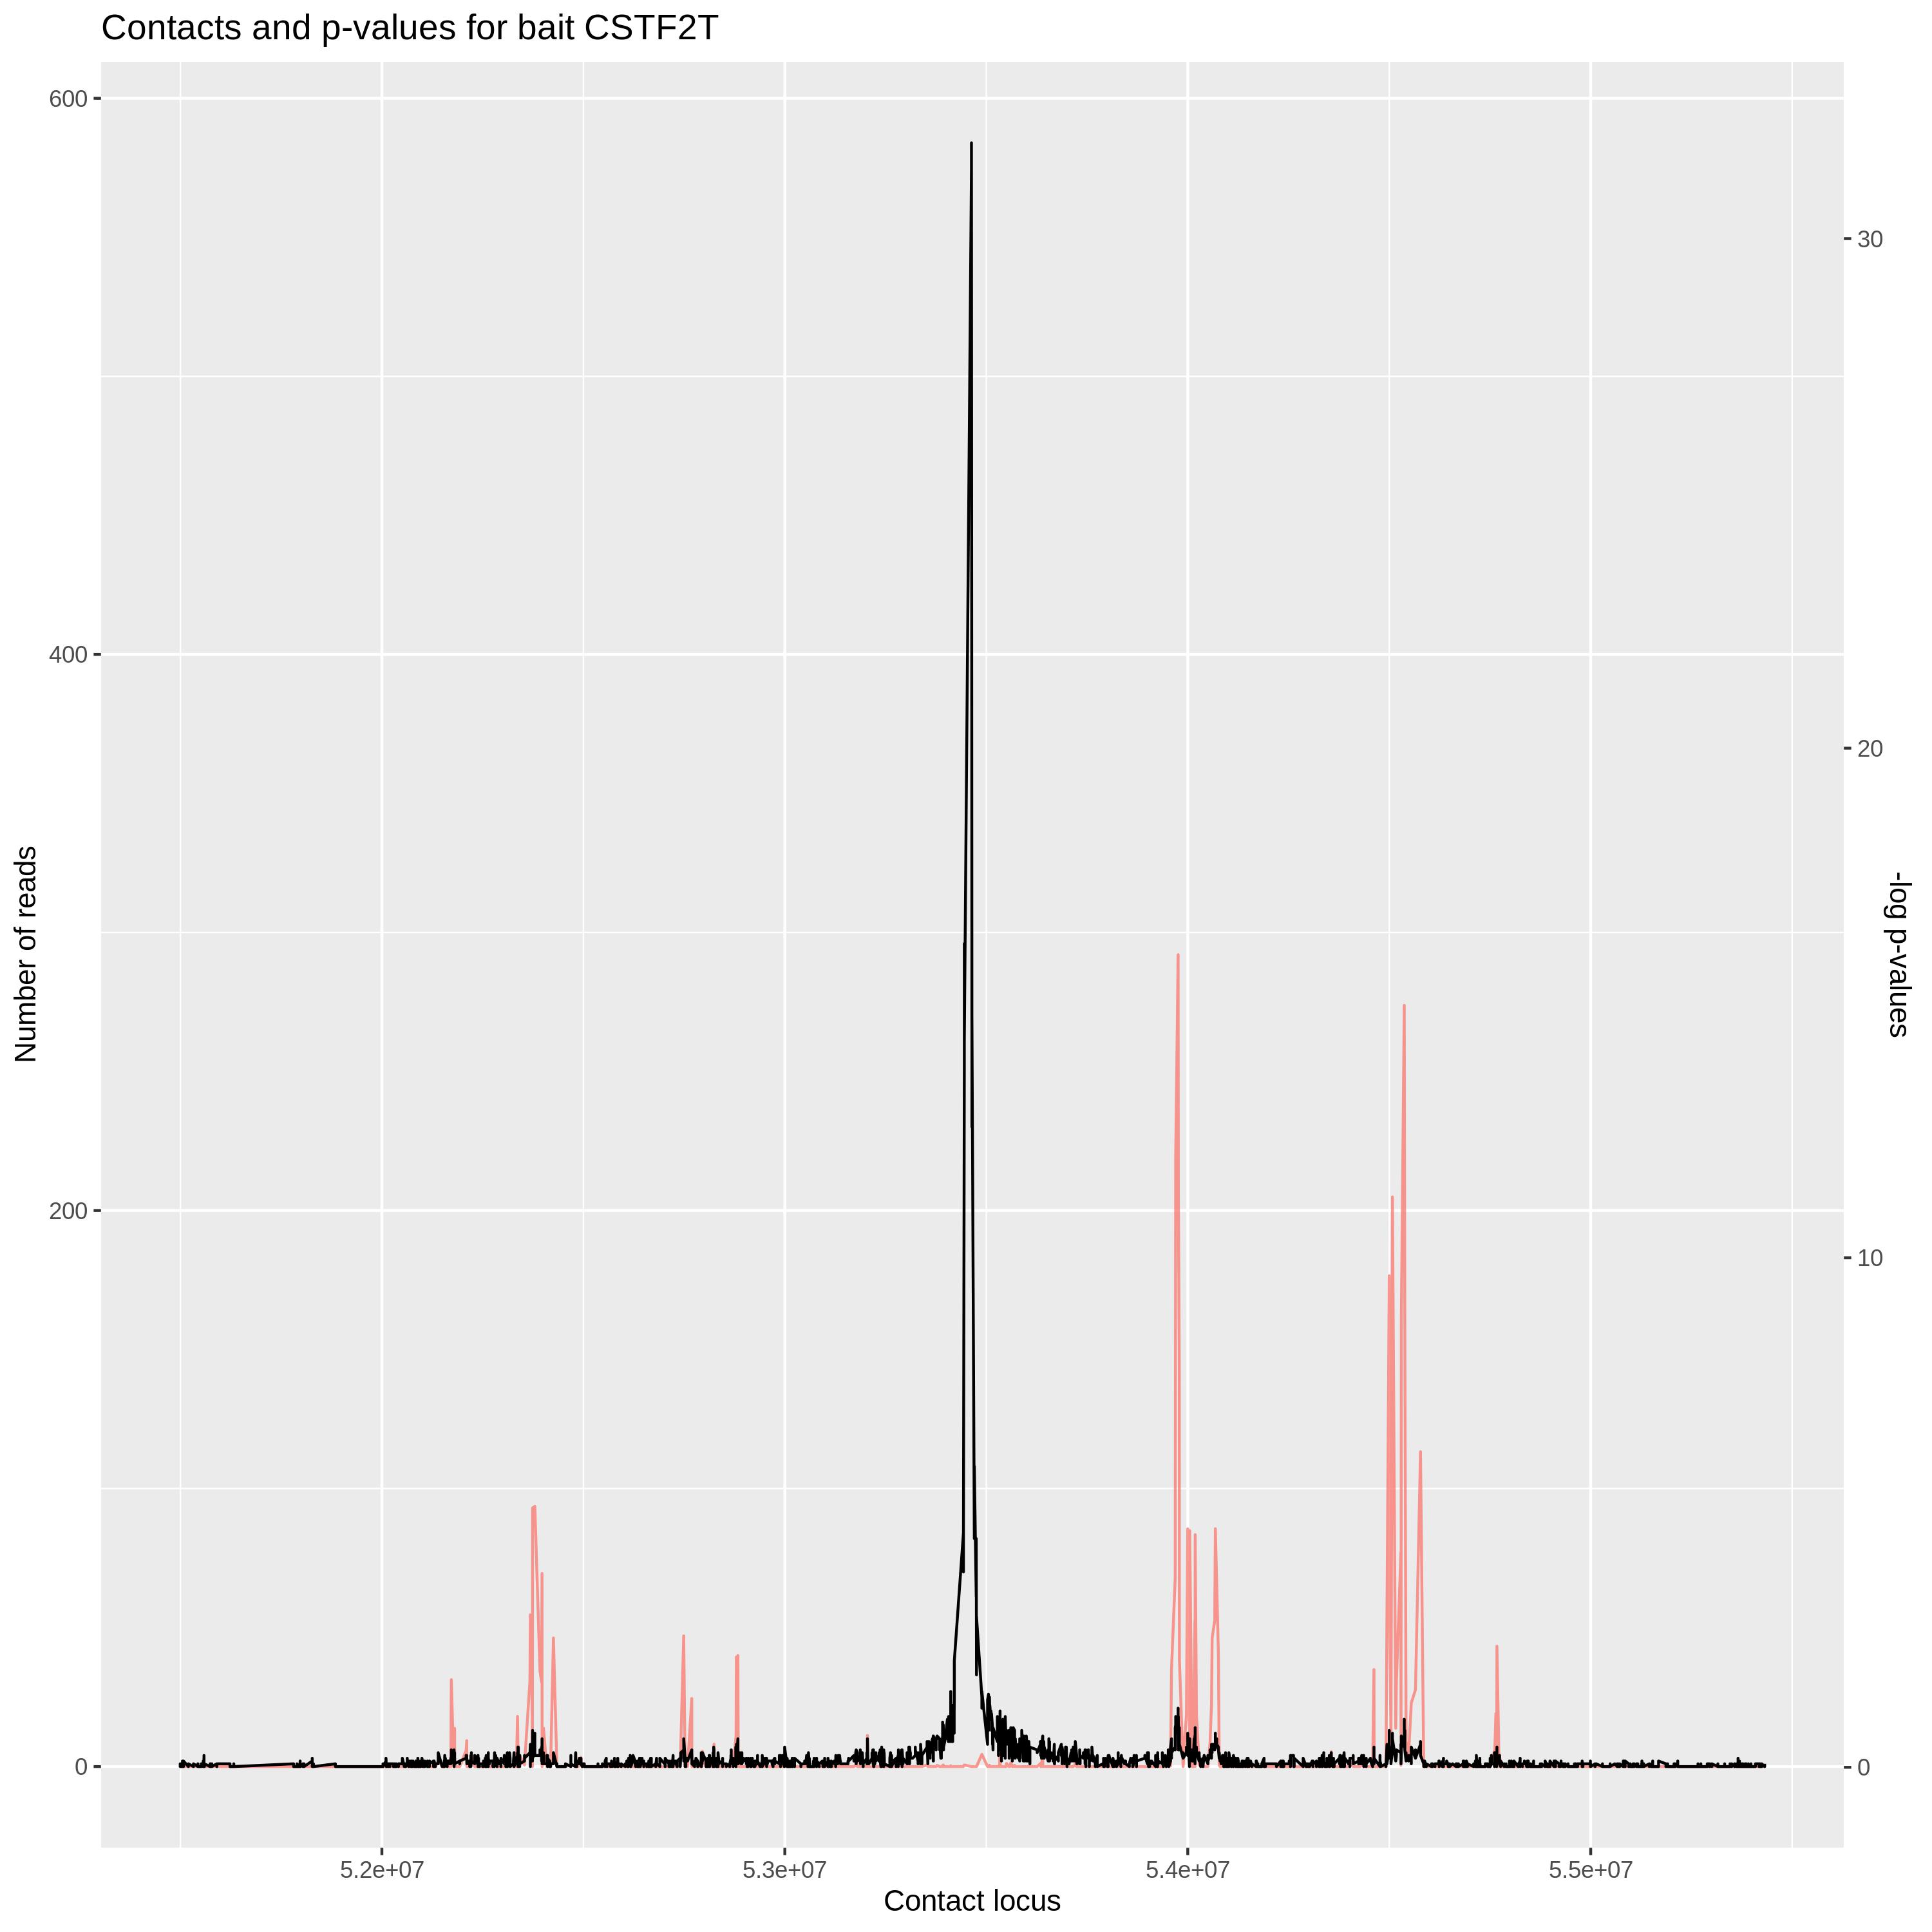 Contacts and p-values for bait CSTF2T
600
400
200
0
Number of reads
30
20
10
0
-log p-values
5.2e+07 5.3e+07 5.4e+07 5.5e+07
Contact locus